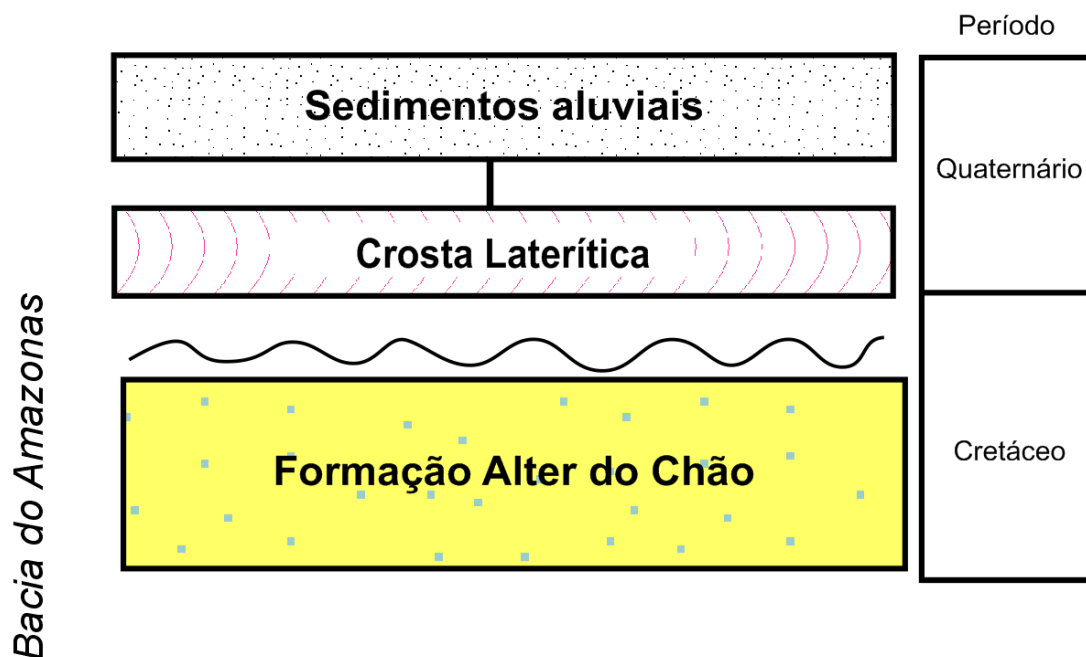 Período
Sedimentos aluviais
Quaternário
Crosta Laterítica
Bacia do Amazonas
Cretáceo
Formação Alter do Chão